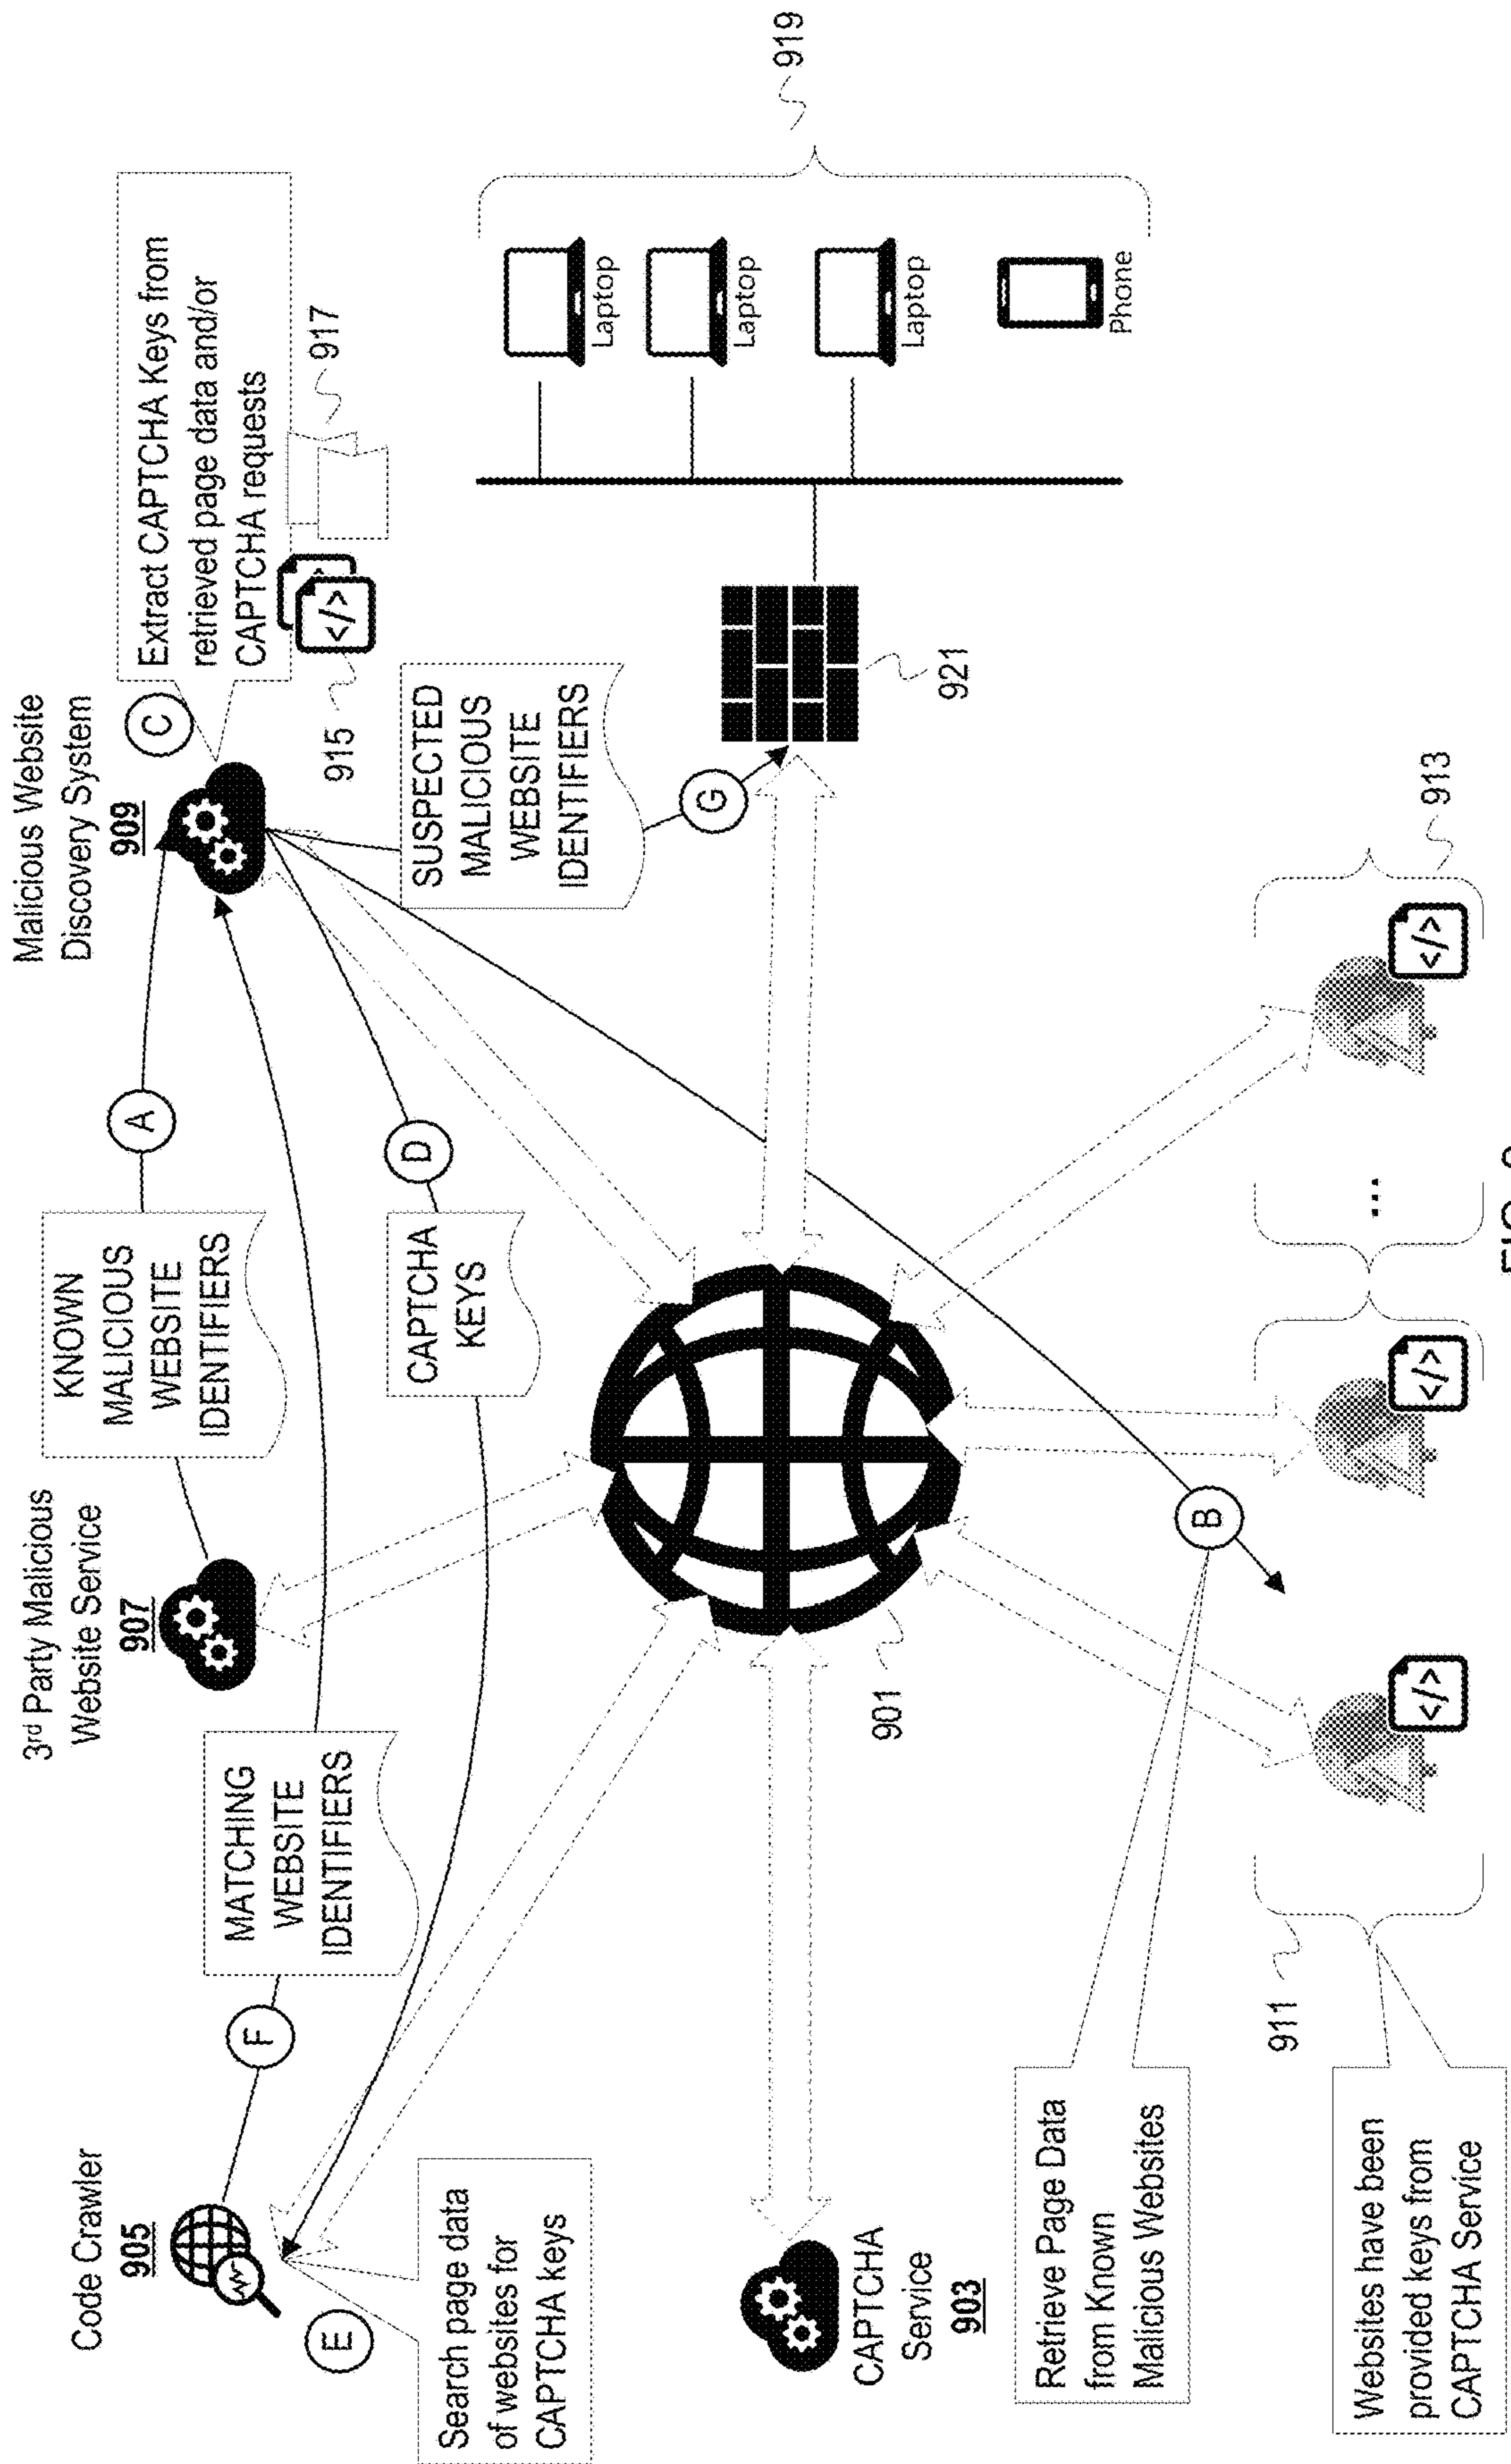 Code Crawler
905
3rd Party Malicious
Website Service
907
Malicious Website
Discovery System
909
F
MATCHING
WEBSITE
IDENTIFIERS
KNOWN
MALICIOUS
WEBSITE
IDENTIFIERS
A
C
Extract CAPTCHA Keys from
retrieved page data and/or
CAPTCHA requests
E
Search page data
of websites for
CAPTCHA keys
CAPTCHA
KEYS
D
</>
915
917
SUSPECTED
MALICIOUS
WEBSITE
IDENTIFIERS
G
Laptop
Laptop
Laptop
Phone
919
CAPTCHA
Service
903
901
921
Retrieve Page Data
from Known
Malicious Websites
B
911
913
Websites have been
provided keys from
CAPTCHA Service
</>
</>
...
</>
FIG.